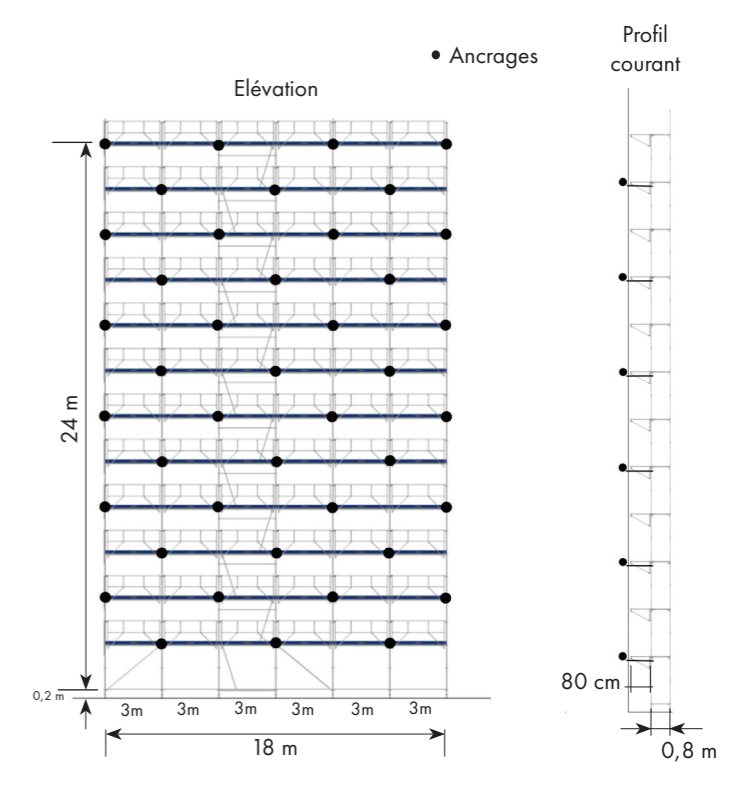 Profil
courant
• Ancrages
Elévation
24 m
0,2 m
3m 3m 3m 3m 3m 3m
18 m
80 cm
0,8 m